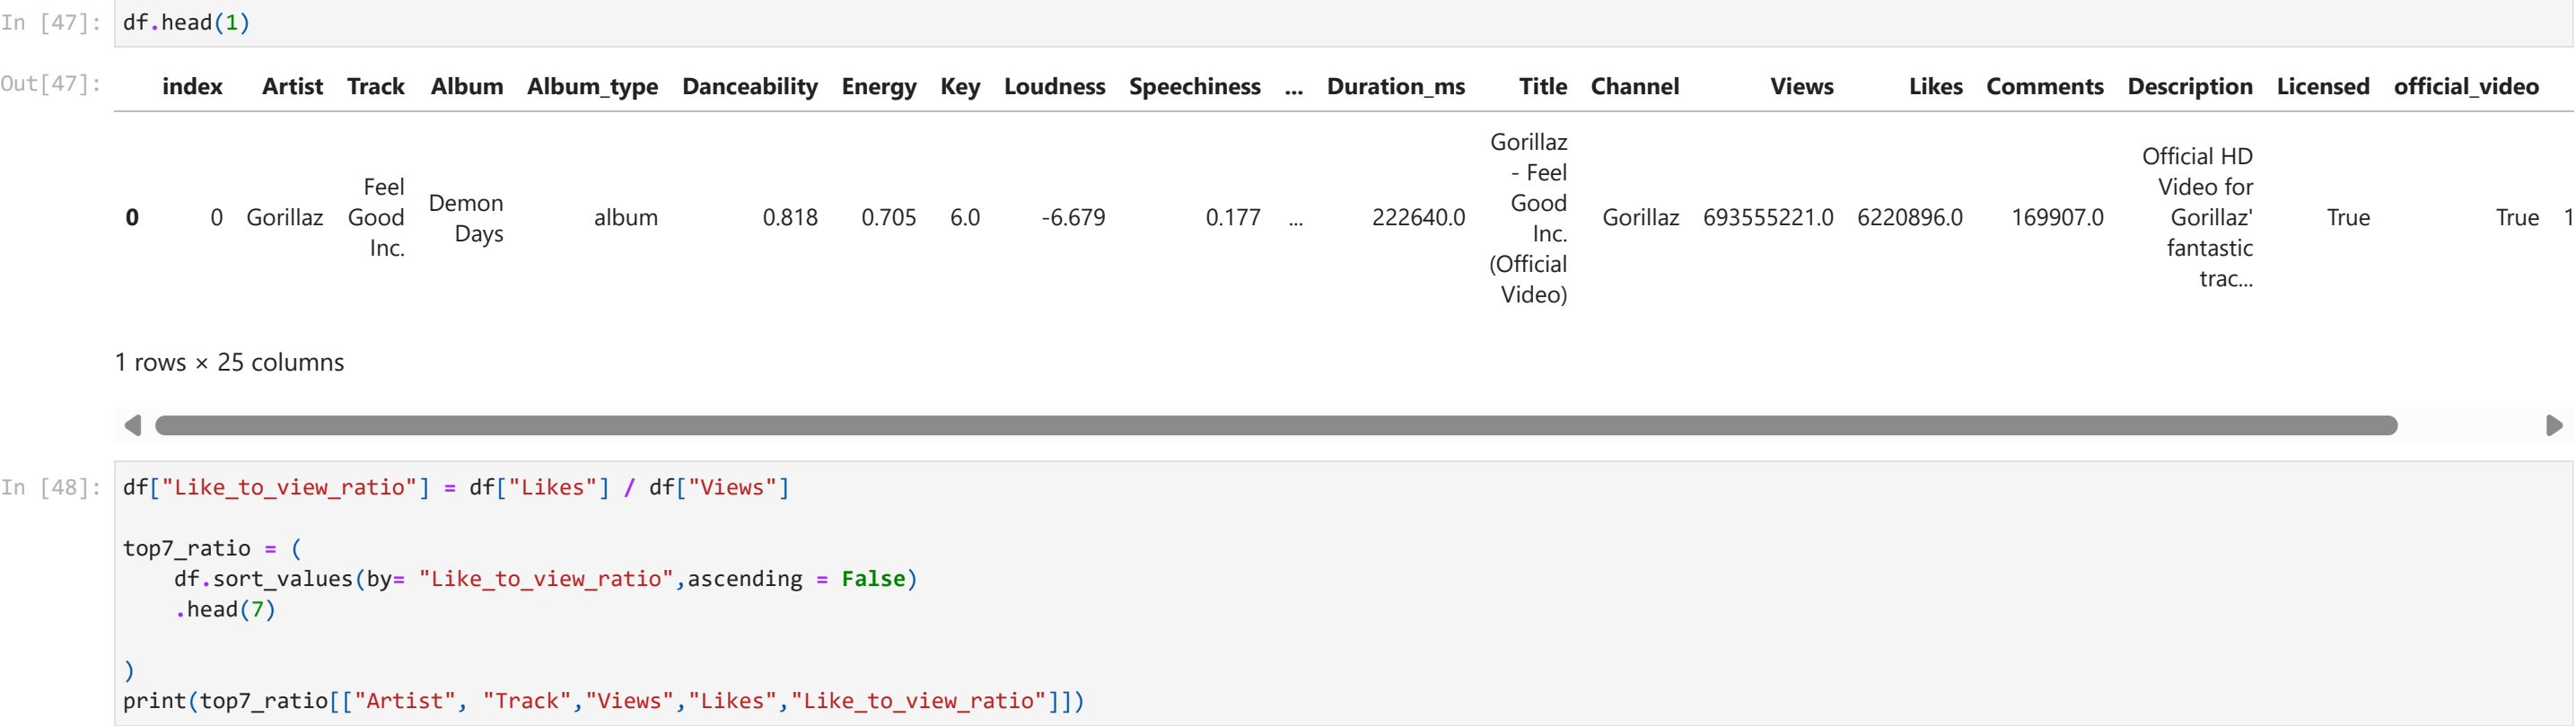 In [47]: df.head(1)
Out[47]:
index Artist Track Album Album_type Danceability Energy Key Loudness Speechiness ... Duration_ms Title Channel Views Likes Comments Description Licensed official_video
0 0 Gorillaz Feel Good Inc. Demon Days album 0.818 0.705 6.0 -6.679 0.177 ... 222640.0 Gorillaz - Feel Good Inc. (Official Video) Gorillaz 693555221.0 6220896.0 169907.0 Official HD Video for Gorillaz' fantastic trac... True True 1
1 rows × 25 columns
In [48]: df["Like_to_view_ratio"] = df["Likes"] / df["Views"]
top7_ratio = (
df.sort_values(by= "Like_to_view_ratio",ascending = False)
.head(7)
)
print(top7_ratio[["Artist", "Track","Views","Likes","Like_to_view_ratio"]])